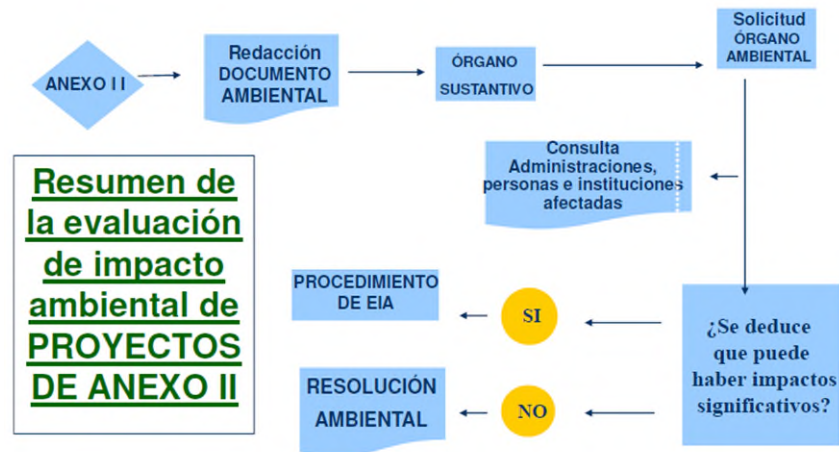 ANEXO II
Redacción
DOCUMENTO
AMBIENTAL
ÓRGANO
SUSTANTIVO
Solicitud
ÓRGANO
AMBIENTAL
Consulta
Administraciones,
personas e instituciones
afectadas
Resumen de
la evaluación
de impacto
ambiental de
PROYECTOS
DE ANEXO II
PROCEDIMIENTO
DE EIA
SI
¿Se deduce
que puede
haber impactos
significativos?
RESOLUCIÓN
AMBIENTAL
NO